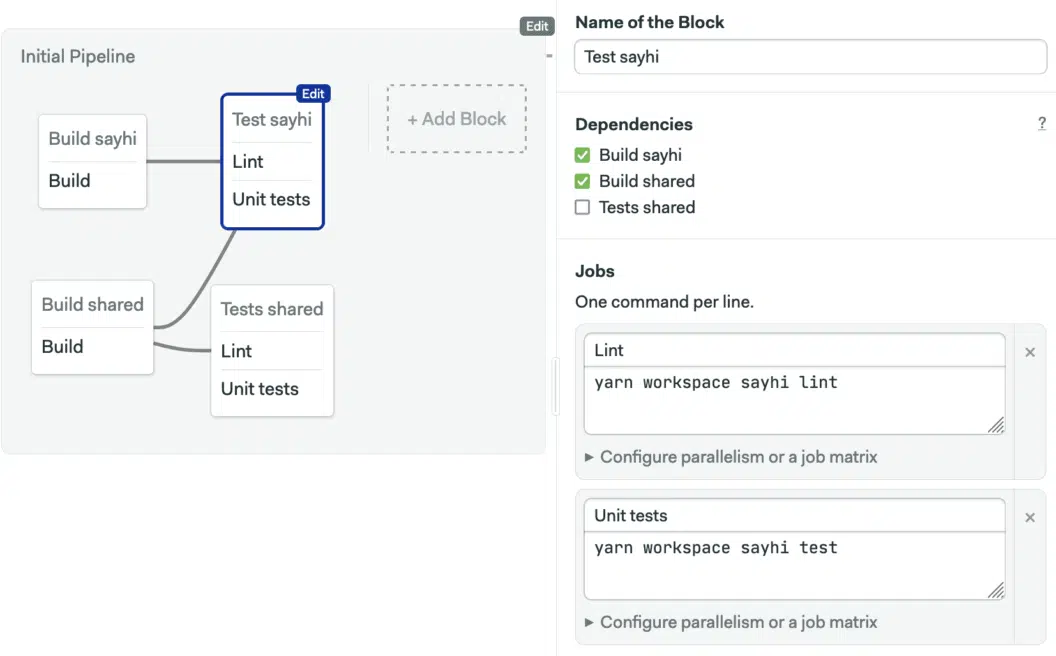 Edit
Initial Pipeline
Build sayhi
Build
Edit
Test sayhi
Lint
Unit tests
+ Add Block
Build shared
Build
Tests shared
Lint
Unit tests
Name of the Block
Test sayhi
Dependencies
?
Build sayhi
Build shared
Tests shared
Jobs
One command per line.
Lint
yarn workspace sayhi lint
Configure parallelism or a job matrix
Unit tests
yarn workspace sayhi test
Configure parallelism or a job matrix